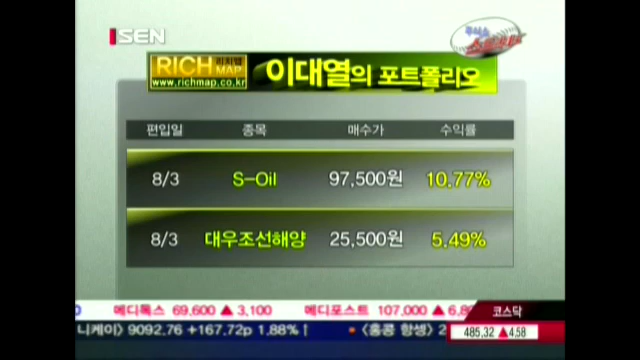 SEN
RICH 리치맵 MAP
www.richmap.co.kr
이대열의 포트폴리오
편입일 종목 매수가 수익률
8/3 S-Oil 97,500원 10.77%
8/3 대우조선해양 25,500원 5.49%
메디톡스 69,600 ▲ 3,100 메디포스트 107,000 ▲ 6,8
코스닥
니케이> 9092.76 +167.72p 1.88% ! • <홍콩 항셍> 2
485.32 ▲ 4.58